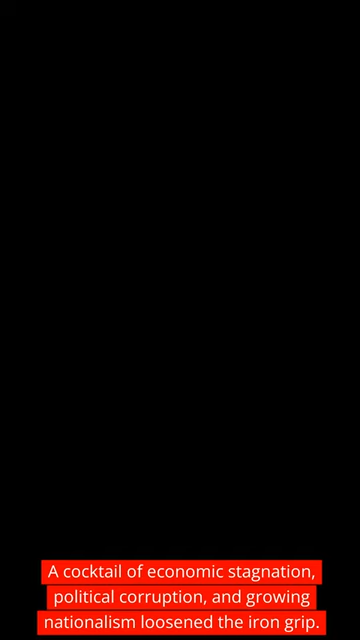 A cocktail of economic stagnation,
political corruption, and growing
nationalism loosened the iron grip.